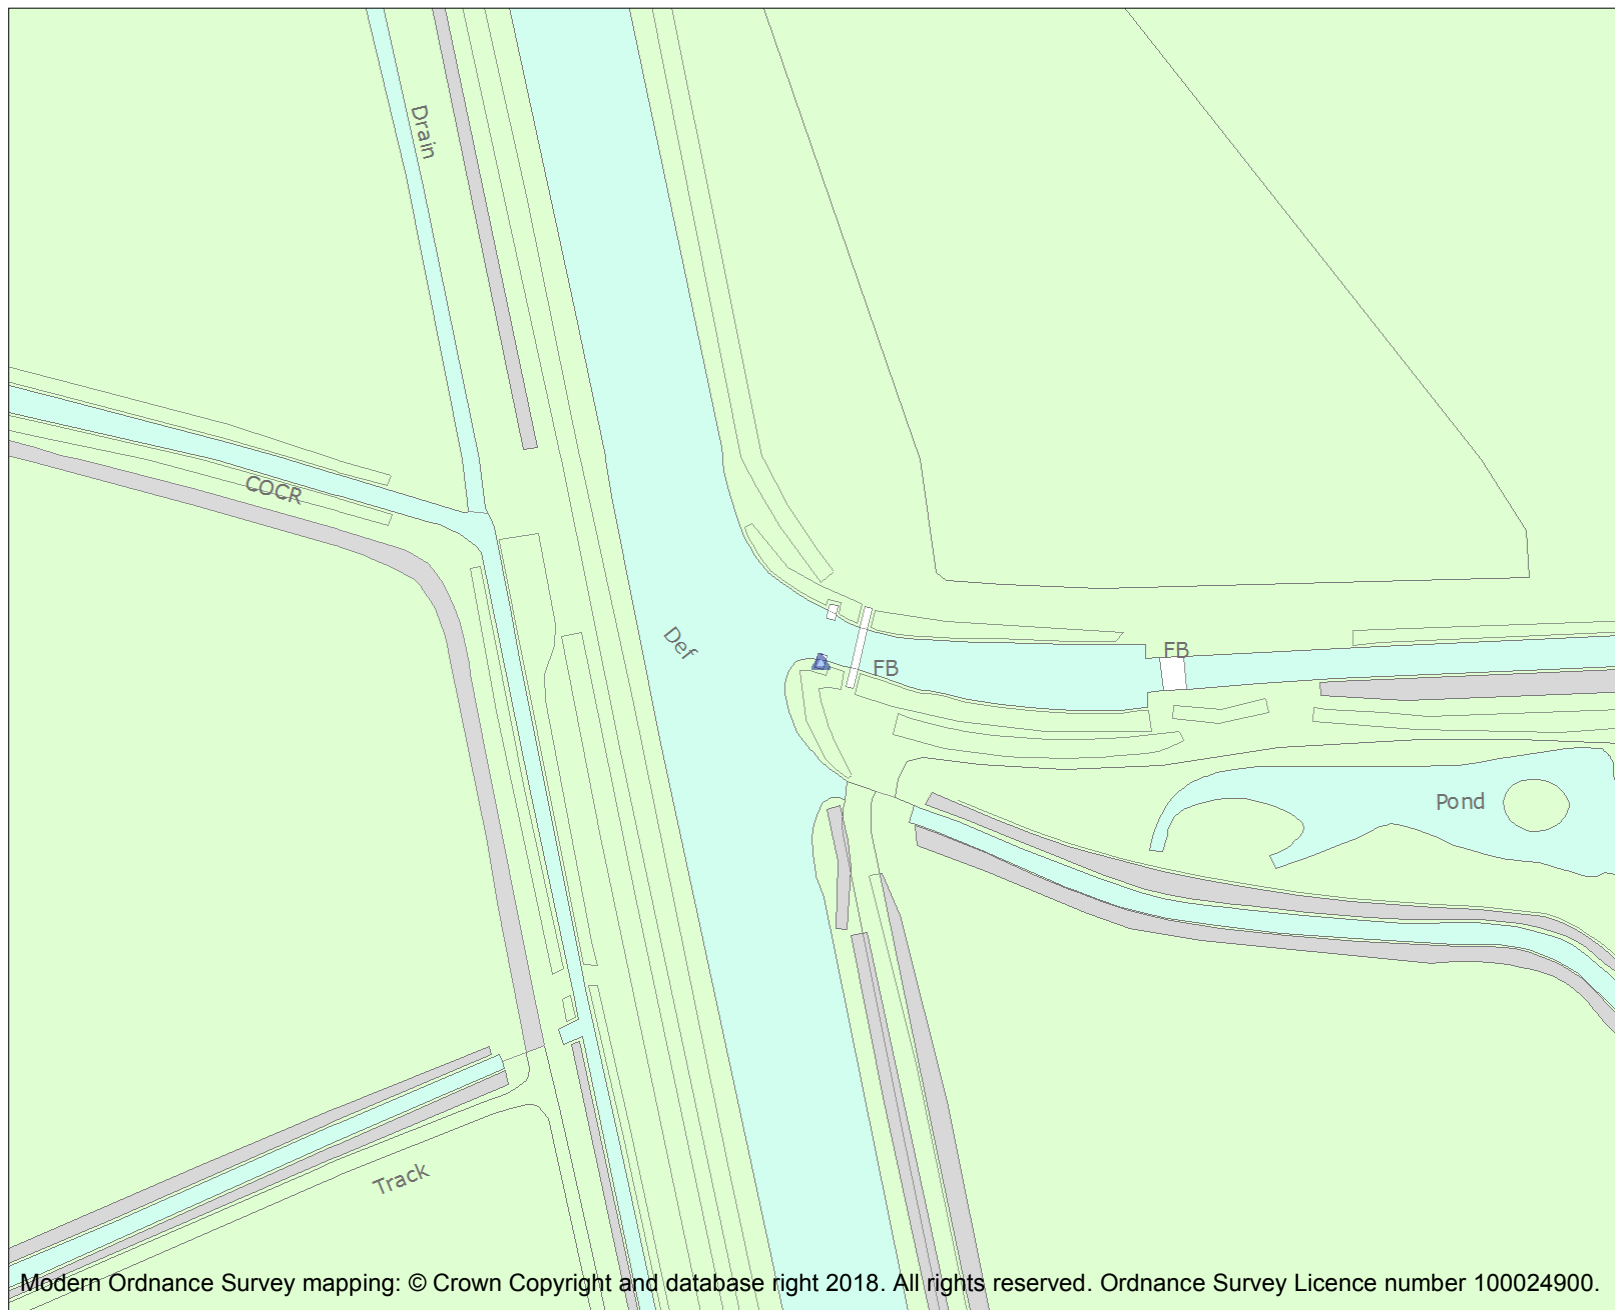 Drain
COCR
Def
FB
FB
Pond
Track
Modern Ordnance Survey mapping: © Crown Copyright and database right 2018. All rights reserved. Ordnance Survey Licence number 100024900.